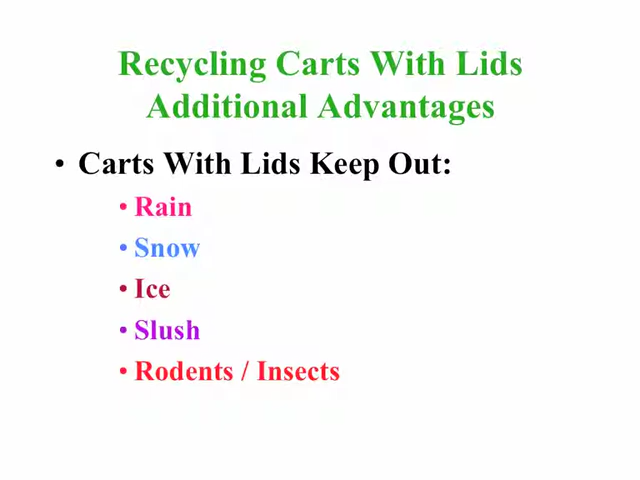 Recycling Carts With Lids
Additional Advantages
• Carts With Lids Keep Out:
• Rain
• Snow
• Ice
• Slush
• Rodents / Insects